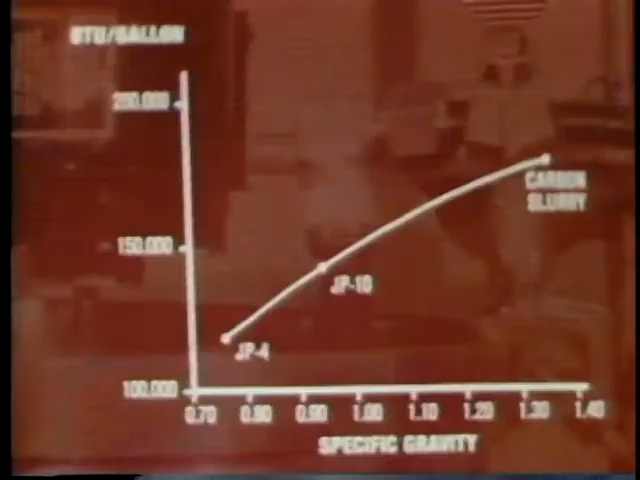 BTU/GALLON
200,000
150,000
100,000
CARBON
SLURRY
JP-10
JP-4
0.70 0.80 0.90 1.00 1.10 1.20 1.30 1.40
SPECIFIC GRAVITY